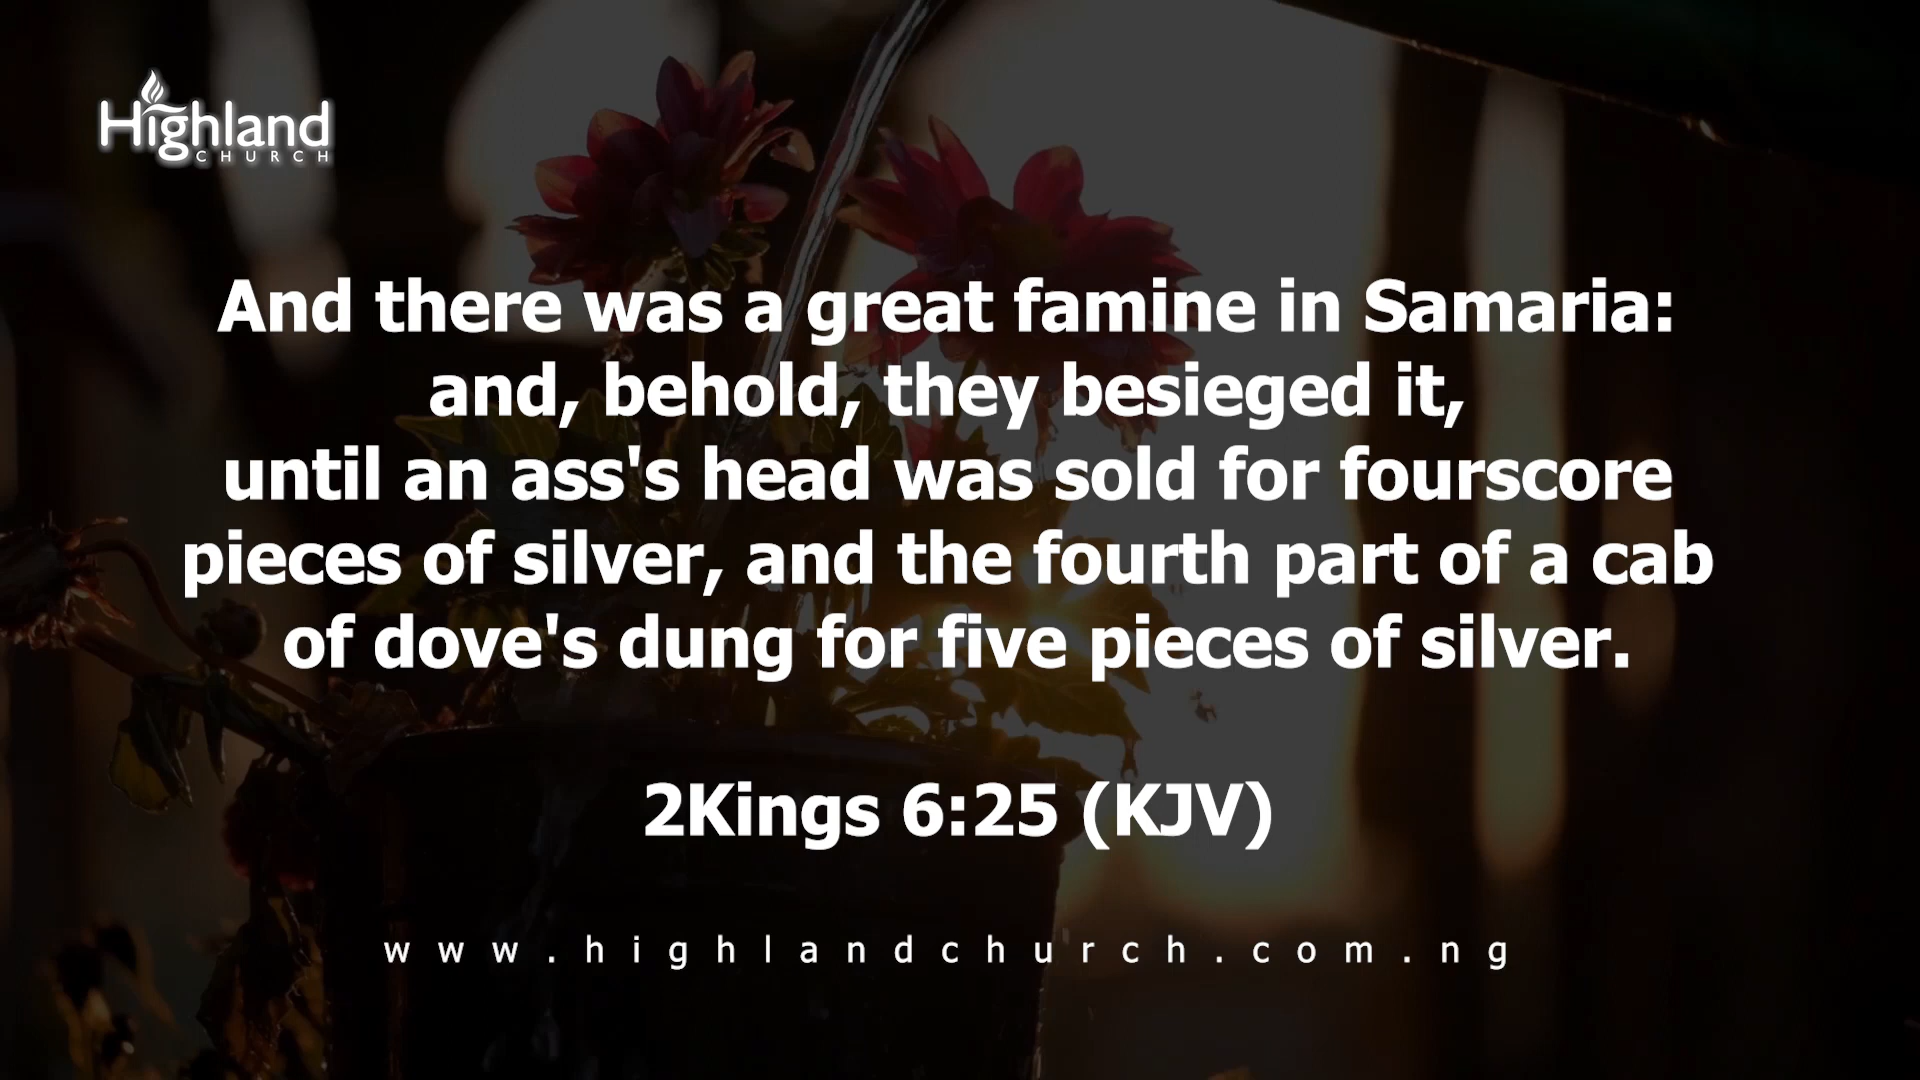 Highland
CHURCH
And there was a great famine in Samaria:
and, behold, they besieged it,
until an ass's head was sold for fourscore
pieces of silver, and the fourth part of a cab
of dove's dung for five pieces of silver.
2Kings 6:25 (KJV)
www.highlandchurch.com.ng